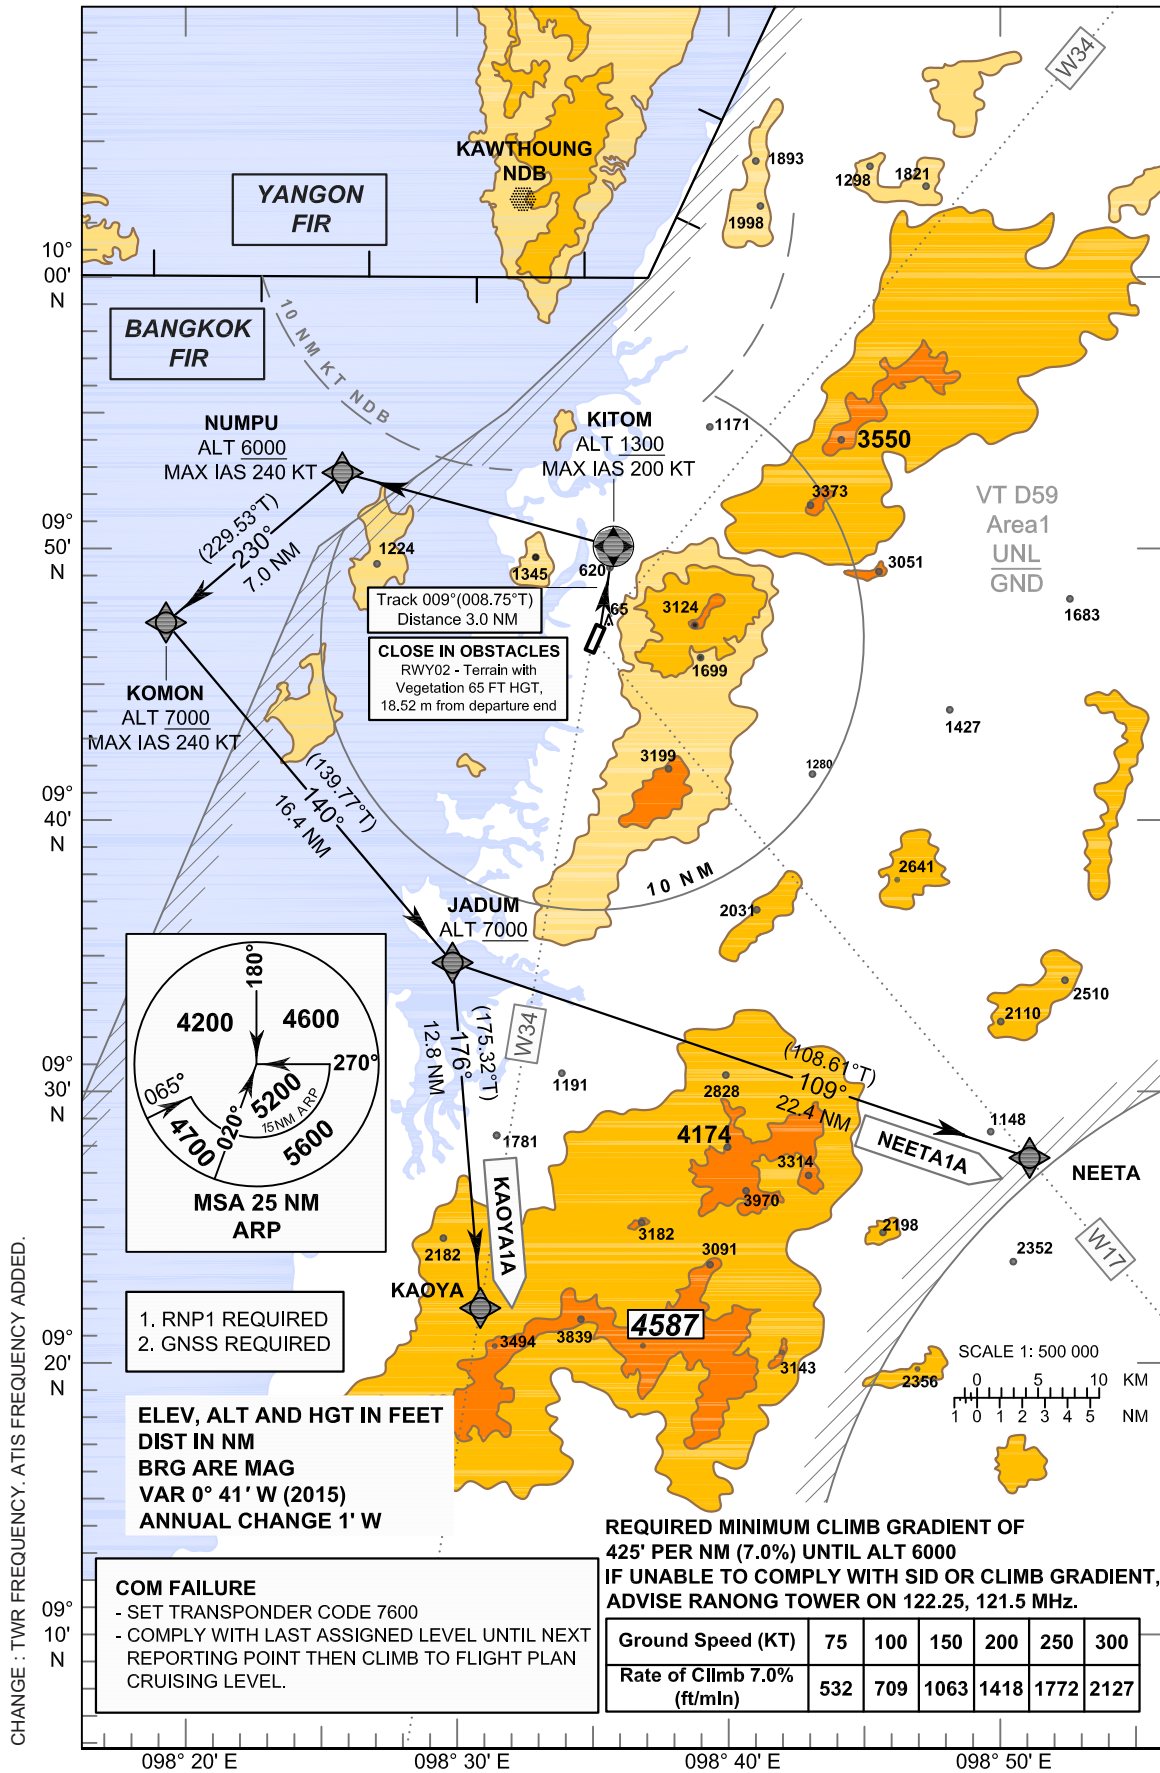 W34
KAWTHOUNG
NDB
1893
1298
1821
1998
YANGON
FIR
10°
00'
N
BANGKOK
FIR
10 NM KT NDB
NUMPU
ALT 6000
MAX IAS 240 KT
KITOM
ALT 1300
MAX IAS 200 KT
1171
3550
3373
VT D59
Area1
UNL
GND
09°
50'
N
(229.53°T)
230°
7.0 NM
1224
1345
620
3051
1683
Track 009°(008.75°T)
Distance 3.0 NM
65
3124
1699
CLOSE IN OBSTACLES
RWY02 - Terrain with
Vegetation 65 FT HGT,
18.52 m from departure end
KOMON
ALT 7000
MAX IAS 240 KT
1427
3199
1280
(139.77°T)
140°
16.4 NM
09°
40'
N
10 NM
2641
2031
JADUM
ALT 7000
2510
2110
180°
4200
4600
270°
065°
020°
5200
15NM ARP
4700
5600
MSA 25 NM
ARP
W34
(175.32°T)
176°
12.8 NM
1191
1781
(108.61°T)
109°
22.4 NM
09°
30'
N
2828
4174
3314
3970
1148
NEETA1A
NEETA
KAOYA1A
2182
3182
3091
2198
2352
W17
KAOYA
1. RNP1 REQUIRED
2. GNSS REQUIRED
3494
3839
4587
3143
2356
09°
20'
N
SCALE 1: 500 000
0 5 10 KM
1 0 1 2 3 4 5 NM
ELEV, ALT AND HGT IN FEET
DIST IN NM
BRG ARE MAG
VAR 0° 41' W (2015)
ANNUAL CHANGE 1' W
REQUIRED MINIMUM CLIMB GRADIENT OF
425' PER NM (7.0%) UNTIL ALT 6000
IF UNABLE TO COMPLY WITH SID OR CLIMB GRADIENT,
ADVISE RANONG TOWER ON 122.25, 121.5 MHz.
COM FAILURE
- SET TRANSPONDER CODE 7600
- COMPLY WITH LAST ASSIGNED LEVEL UNTIL NEXT
REPORTING POINT THEN CLIMB TO FLIGHT PLAN
CRUISING LEVEL.
09°
10'
N
Ground Speed (KT) 75 100 150 200 250 300
Rate of Climb 7.0%
(ft/min) 532 709 1063 1418 1772 2127
098° 20' E
098° 30' E
098° 40' E
098° 50' E
CHANGE : TWR FREQUENCY. ATIS FREQUENCY ADDED.